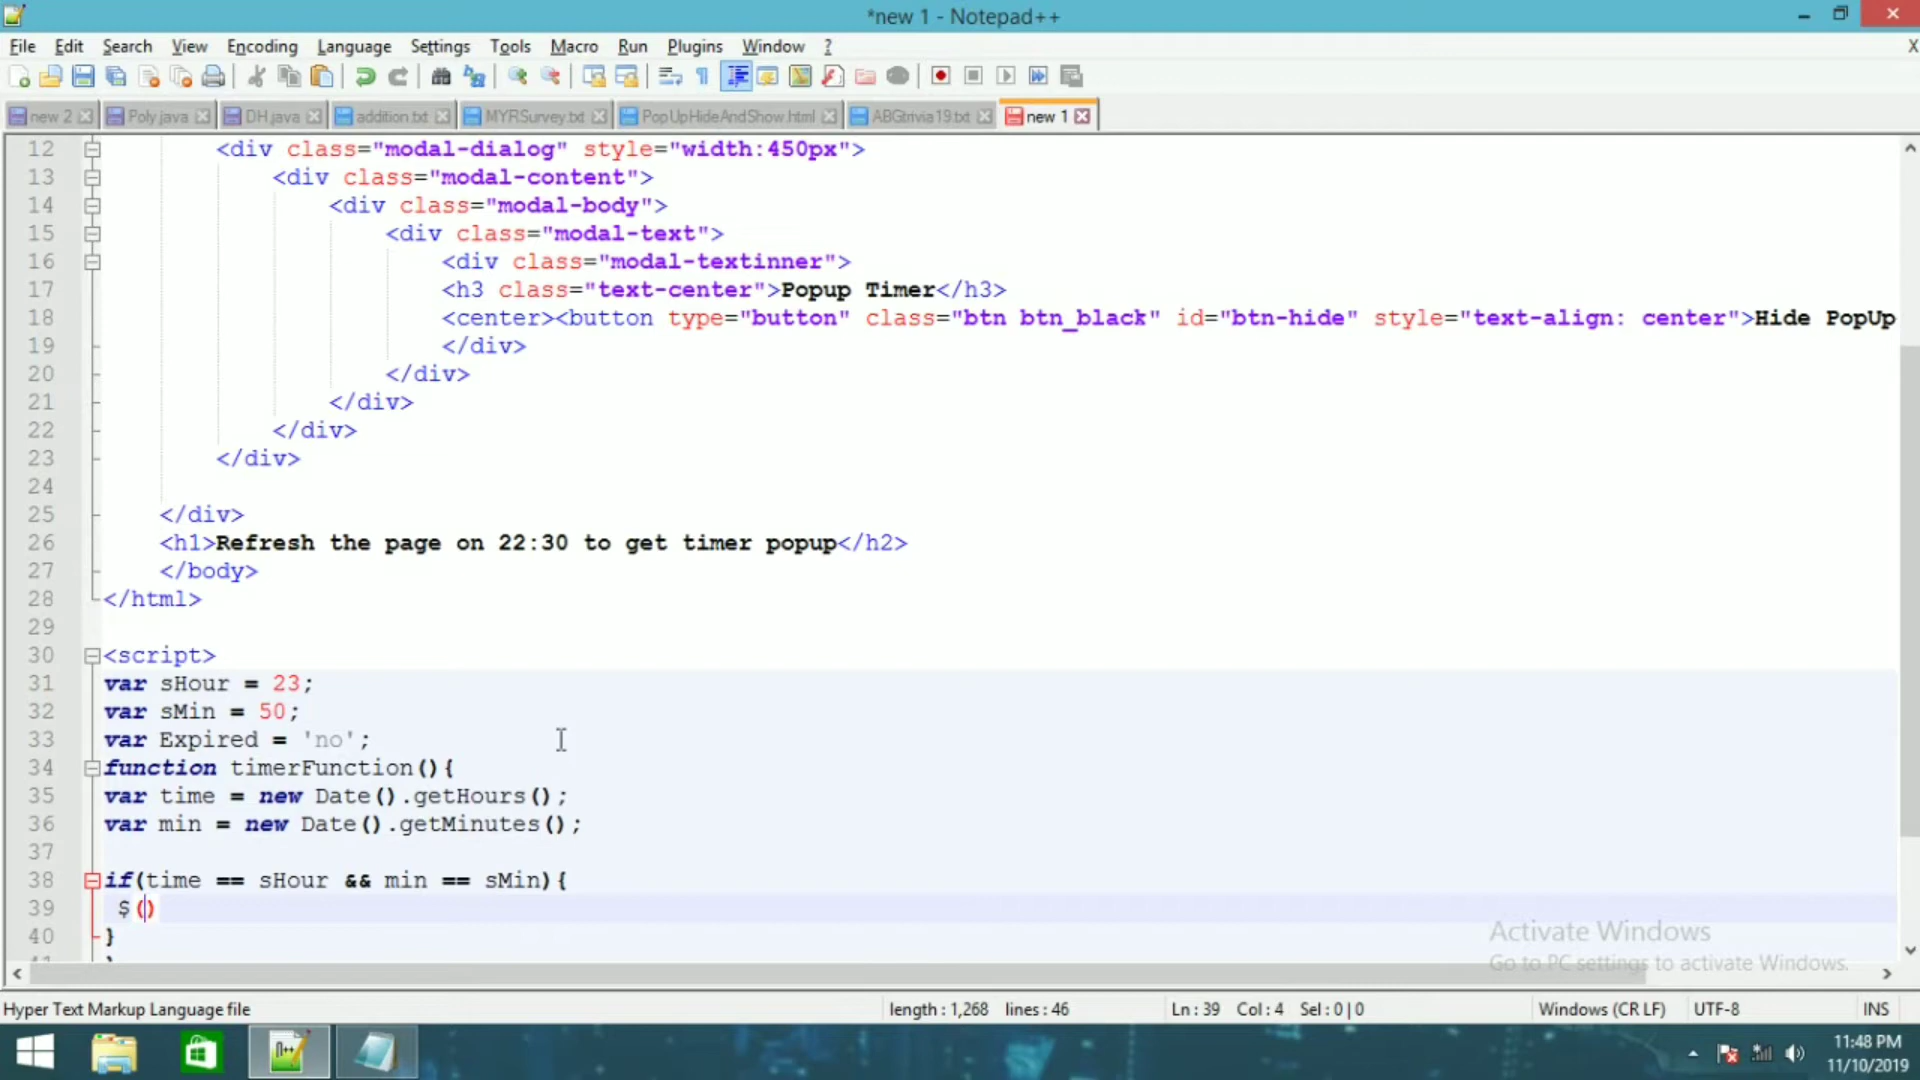 *new 1 - Notepad++
File Edit Search View Encoding Language Settings Tools Macro Run Plugins Window ? X
new 2 Poly.java DH.java addition.txt MYRSurvey.txt PopUpHideAndShow.html ABGtrivia19.txt new 1
12 <div class="modal-dialog" style="width:450px">
13 <div class="modal-content">
14 <div class="modal-body">
15 <div class="modal-text">
16 <div class="modal-textinner">
17 <h3 class="text-center">Popup Timer</h3>
18 <center><button type="button" class="btn btn_black" id="btn-hide" style="text-align: center">Hide PopUp
19 </div>
20 </div>
21 </div>
22 </div>
23 </div>
24
25 </div>
26 <h1>Refresh the page on 22:30 to get timer popup</h2>
27 </body>
28 </html>
29
30 <script>
31 var sHour = 23;
32 var sMin = 50;
33 var Expired = 'no';
34 function timerFunction(){
35 var time = new Date().getHours();
36 var min = new Date().getMinutes();
37
38 if(time == sHour && min == sMin){
39 $()
40 }
Activate Windows
Go to PC settings to activate Windows.
Hyper Text Markup Language file length : 1,268 lines : 46 Ln : 39 Col : 4 Sel : 0 | 0 Windows (CR LF) UTF-8 INS
11:48 PM
11/10/2019